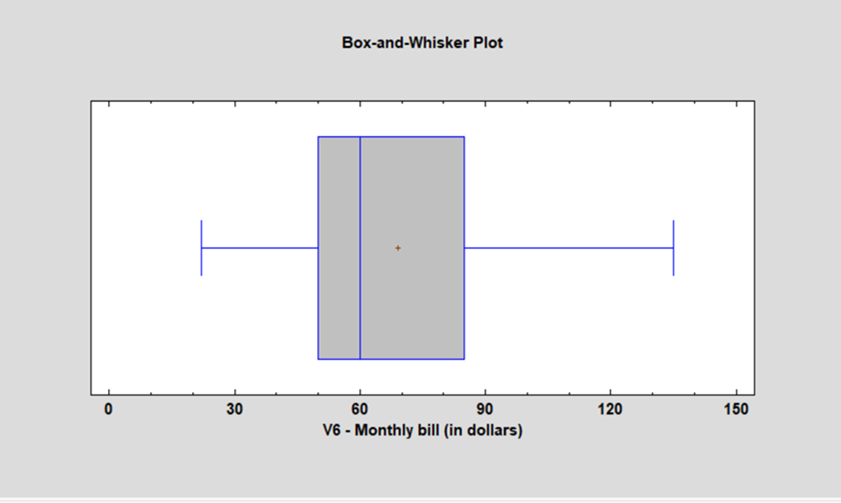 Box-and-Whisker Plot
0 30 60 90 120 150
V6 - Monthly bill (in dollars)